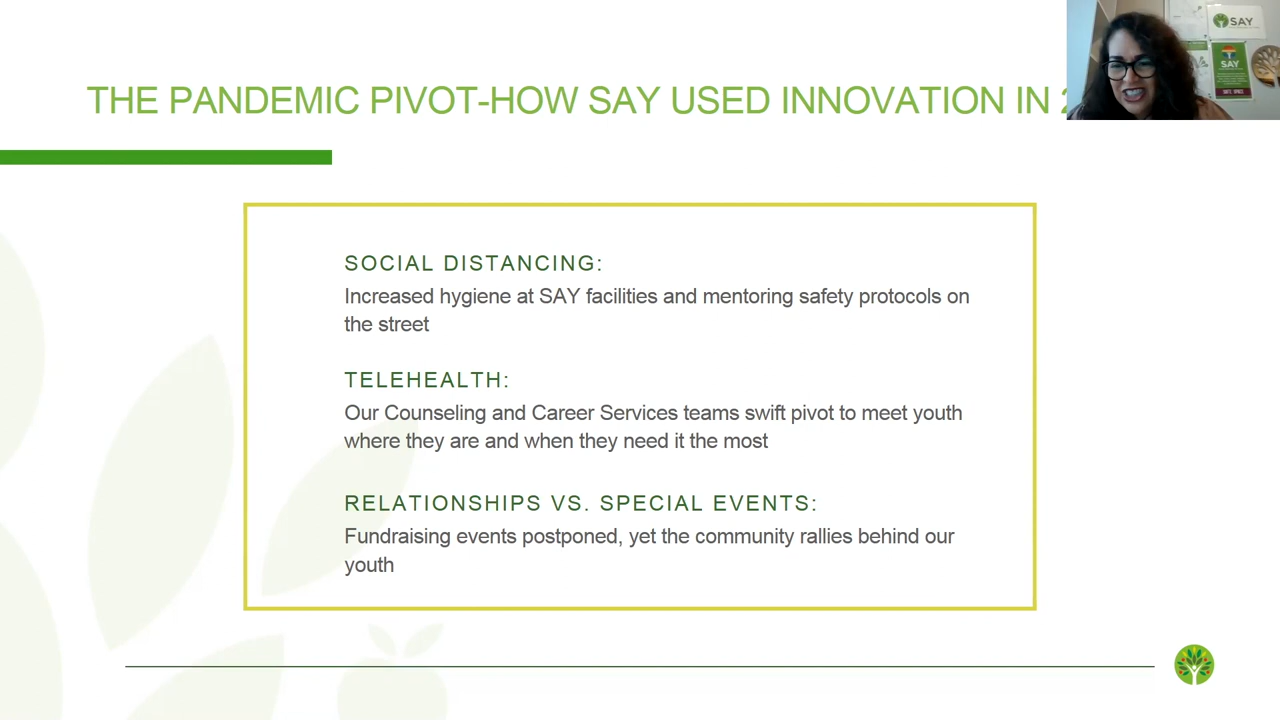 THE PANDEMIC PIVOT-HOW SAY USED INNOVATION IN
SAY
SAY
SOCIAL DISTANCING:
Increased hygiene at SAY facilities and mentoring safety protocols on
the street
TELEHEALTH:
Our Counseling and Career Services teams swift pivot to meet youth
where they are and when they need it the most
RELATIONSHIPS VS. SPECIAL EVENTS:
Fundraising events postponed, yet the community rallies behind our
youth